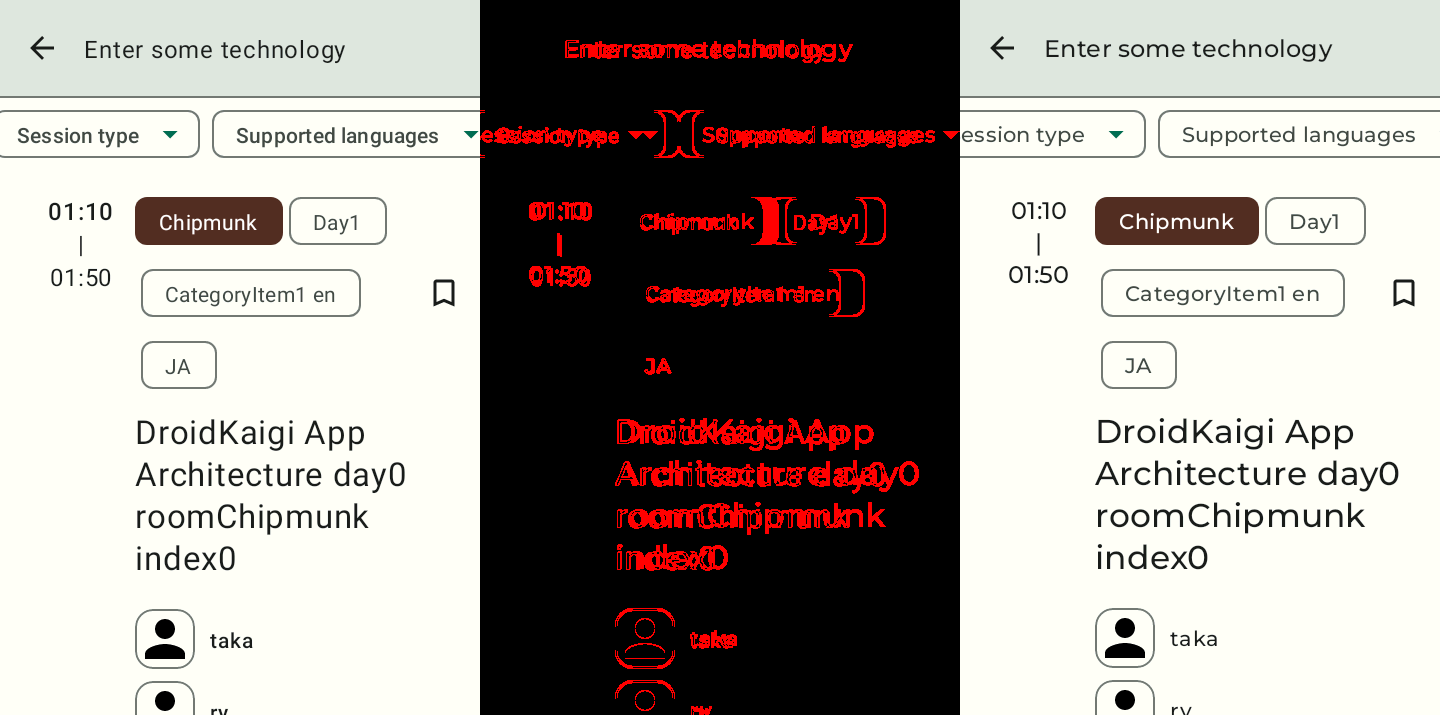 Enter some technology
Session type
Supported languages
01:10
Chipmunk
Day1
|
01:50
CategoryItem1 en
JA
DroidKaigi App
Architecture day0
roomChipmunk
index0
taka
ry
Enter some technology
Session type
Supported languages
01:10
Chipmunk
Day1
01:50
CategoryItem1 en
JA
DroidKaigi App
Architecture day0
roomChipmunk
index0
taka
ry
Enter some technology
ession type
Supported languages
01:10
Chipmunk
Day1
|
01:50
CategoryItem1 en
JA
DroidKaigi App
Architecture day0
roomChipmunk
index0
taka
ry